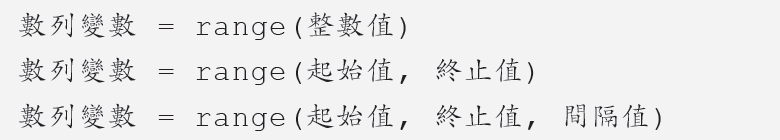 數列變數 = range(整數值)
數列變數 = range(起始值, 終止值)
數列變數 = range(起始值, 終止值, 間隔值)